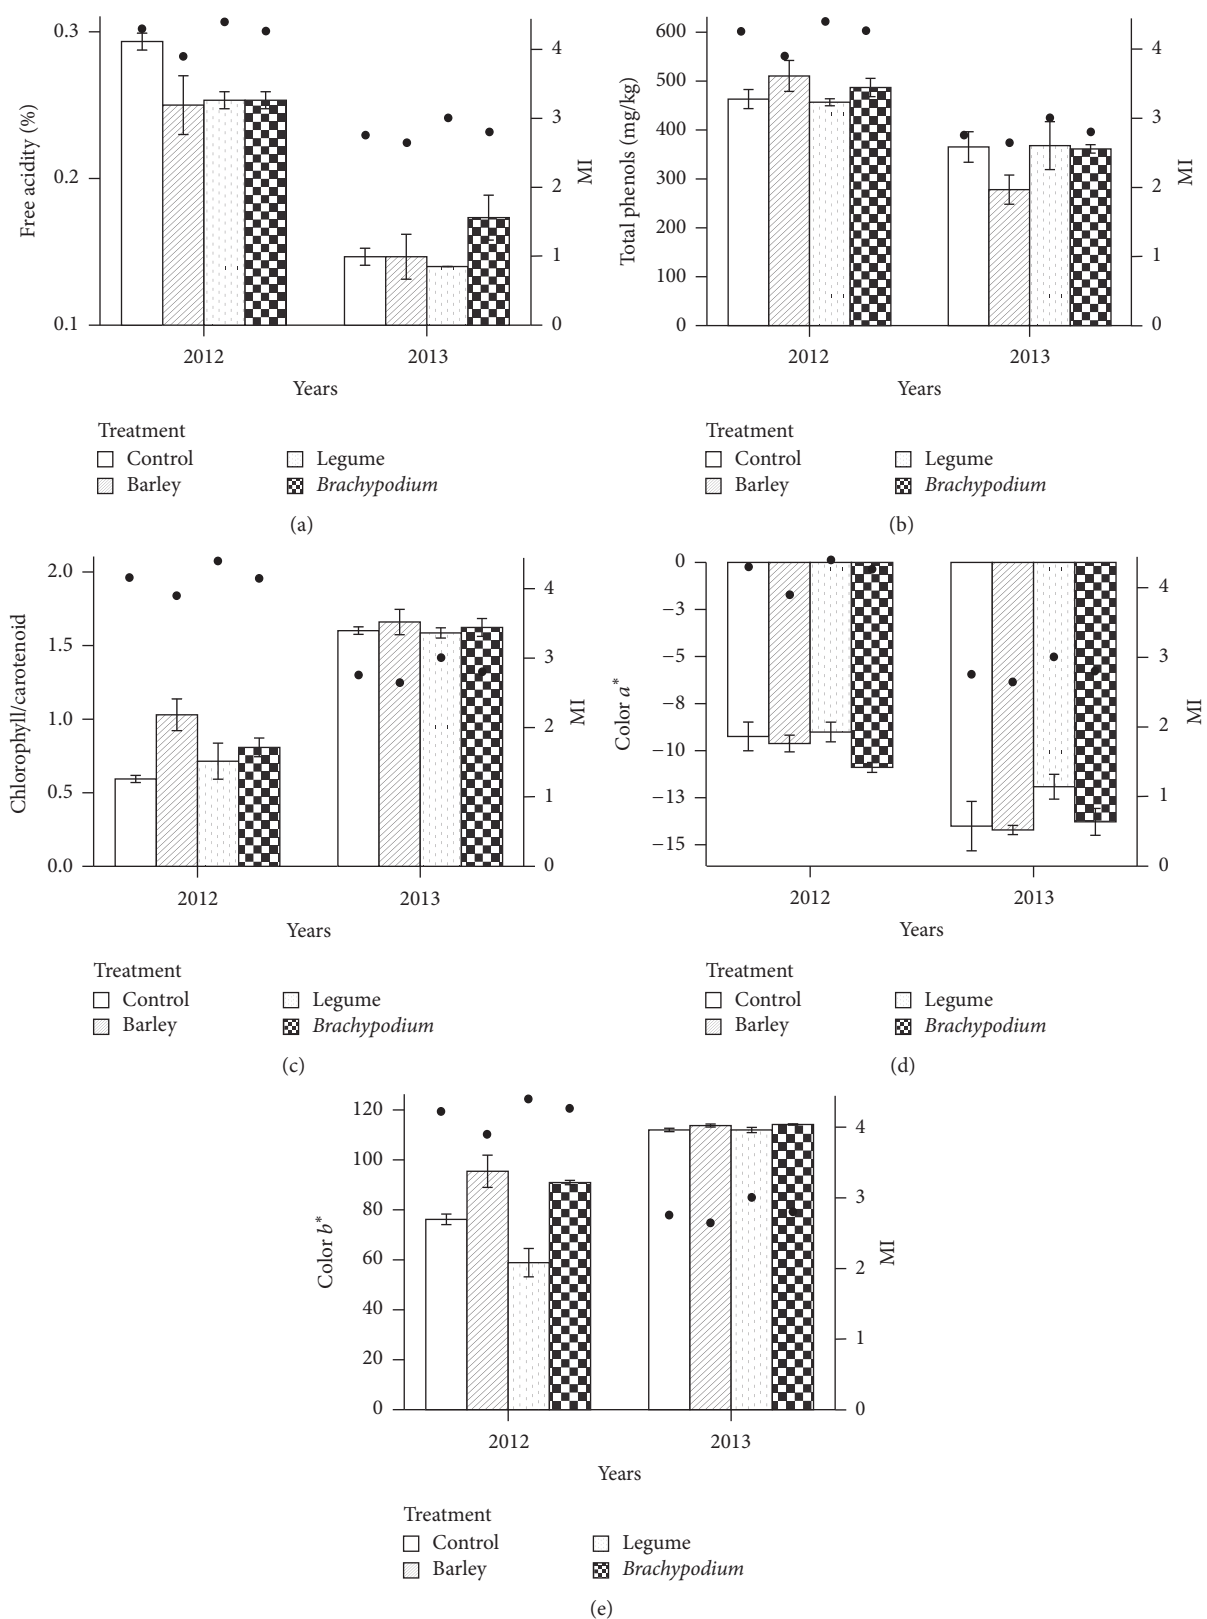 0.3
0.2
0.1
Free acidity (%)
4
3
2
1
0
MI
2012
2013
Years
Treatment
Control
Legume
Barley
Brachypodium
(a)
600
500
400
300
200
100
0
Total phenols (mg/kg)
4
3
2
1
0
MI
2012
2013
Years
Treatment
Control
Legume
Barley
Brachypodium
(b)
2.0
1.5
1.0
0.5
0.0
Chlorophyll/carotenoid
4
3
2
1
0
MI
2012
2013
Years
Treatment
Control
Legume
Barley
Brachypodium
(c)
0
−3
−5
−8
−10
−13
−15
Color a*
4
3
2
1
0
MI
2012
2013
Years
Treatment
Control
Legume
Barley
Brachypodium
(d)
120
100
80
60
40
20
0
Color b*
4
3
2
1
0
MI
2012
2013
Years
Treatment
Control
Legume
Barley
Brachypodium
(e)